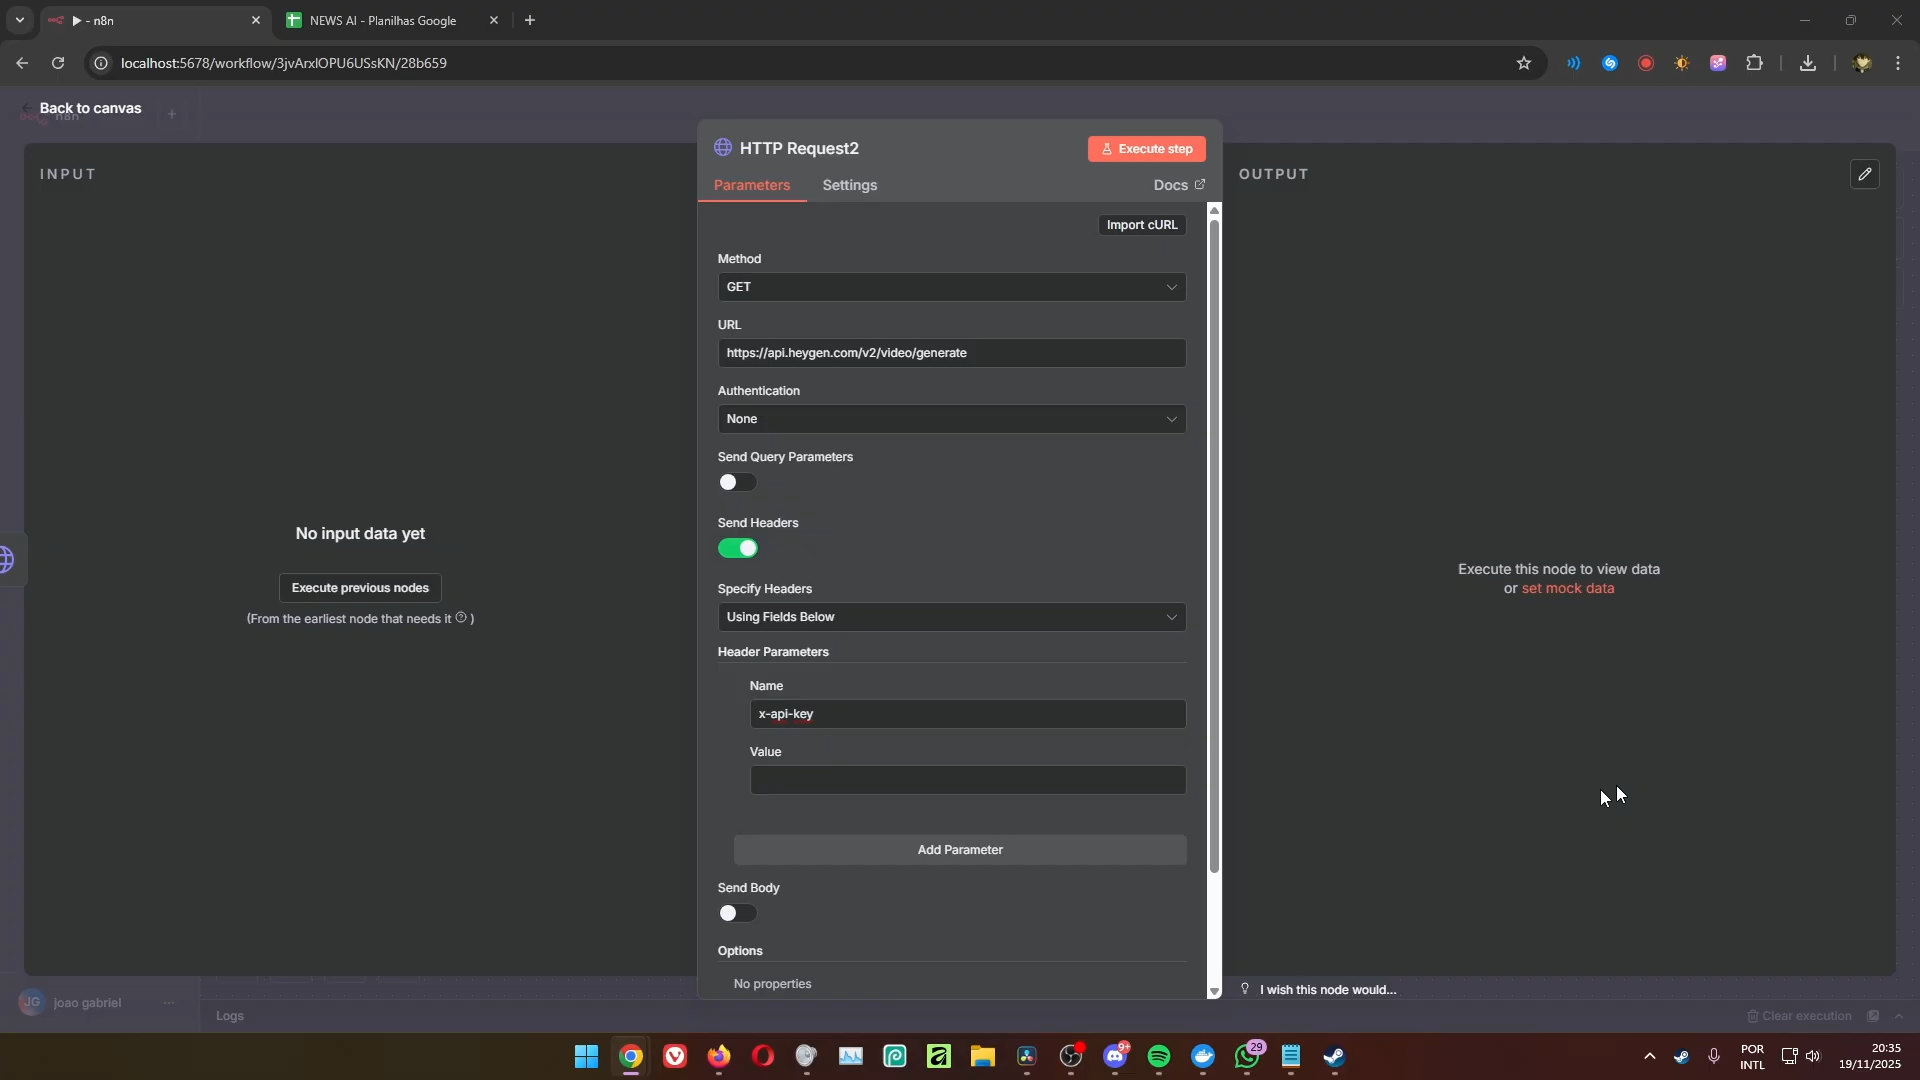 ▶ - n8n
NEWS AI - Planilhas Google
localhost:5678/workflow/3jvArxIOPU6USsKN/28b659
Back to canvas
n8n
HTTP Request2
Execute step
INPUT
Parameters
Settings
Docs
OUTPUT
Import cURL
Method
GET
URL
https://api.heygen.com/v2/video/generate
Authentication
None
Send Query Parameters
Send Headers
No input data yet
Execute previous nodes
(From the earliest node that needs it ? )
Execute this node to view data
or set mock data
Specify Headers
Using Fields Below
Header Parameters
Name
x-api-key
Value
Add Parameter
Send Body
Options
No properties
I wish this node would...
JG joao gabriel
Logs
Clear execution
9+
29
POR
INTL
20:35
19/11/2025